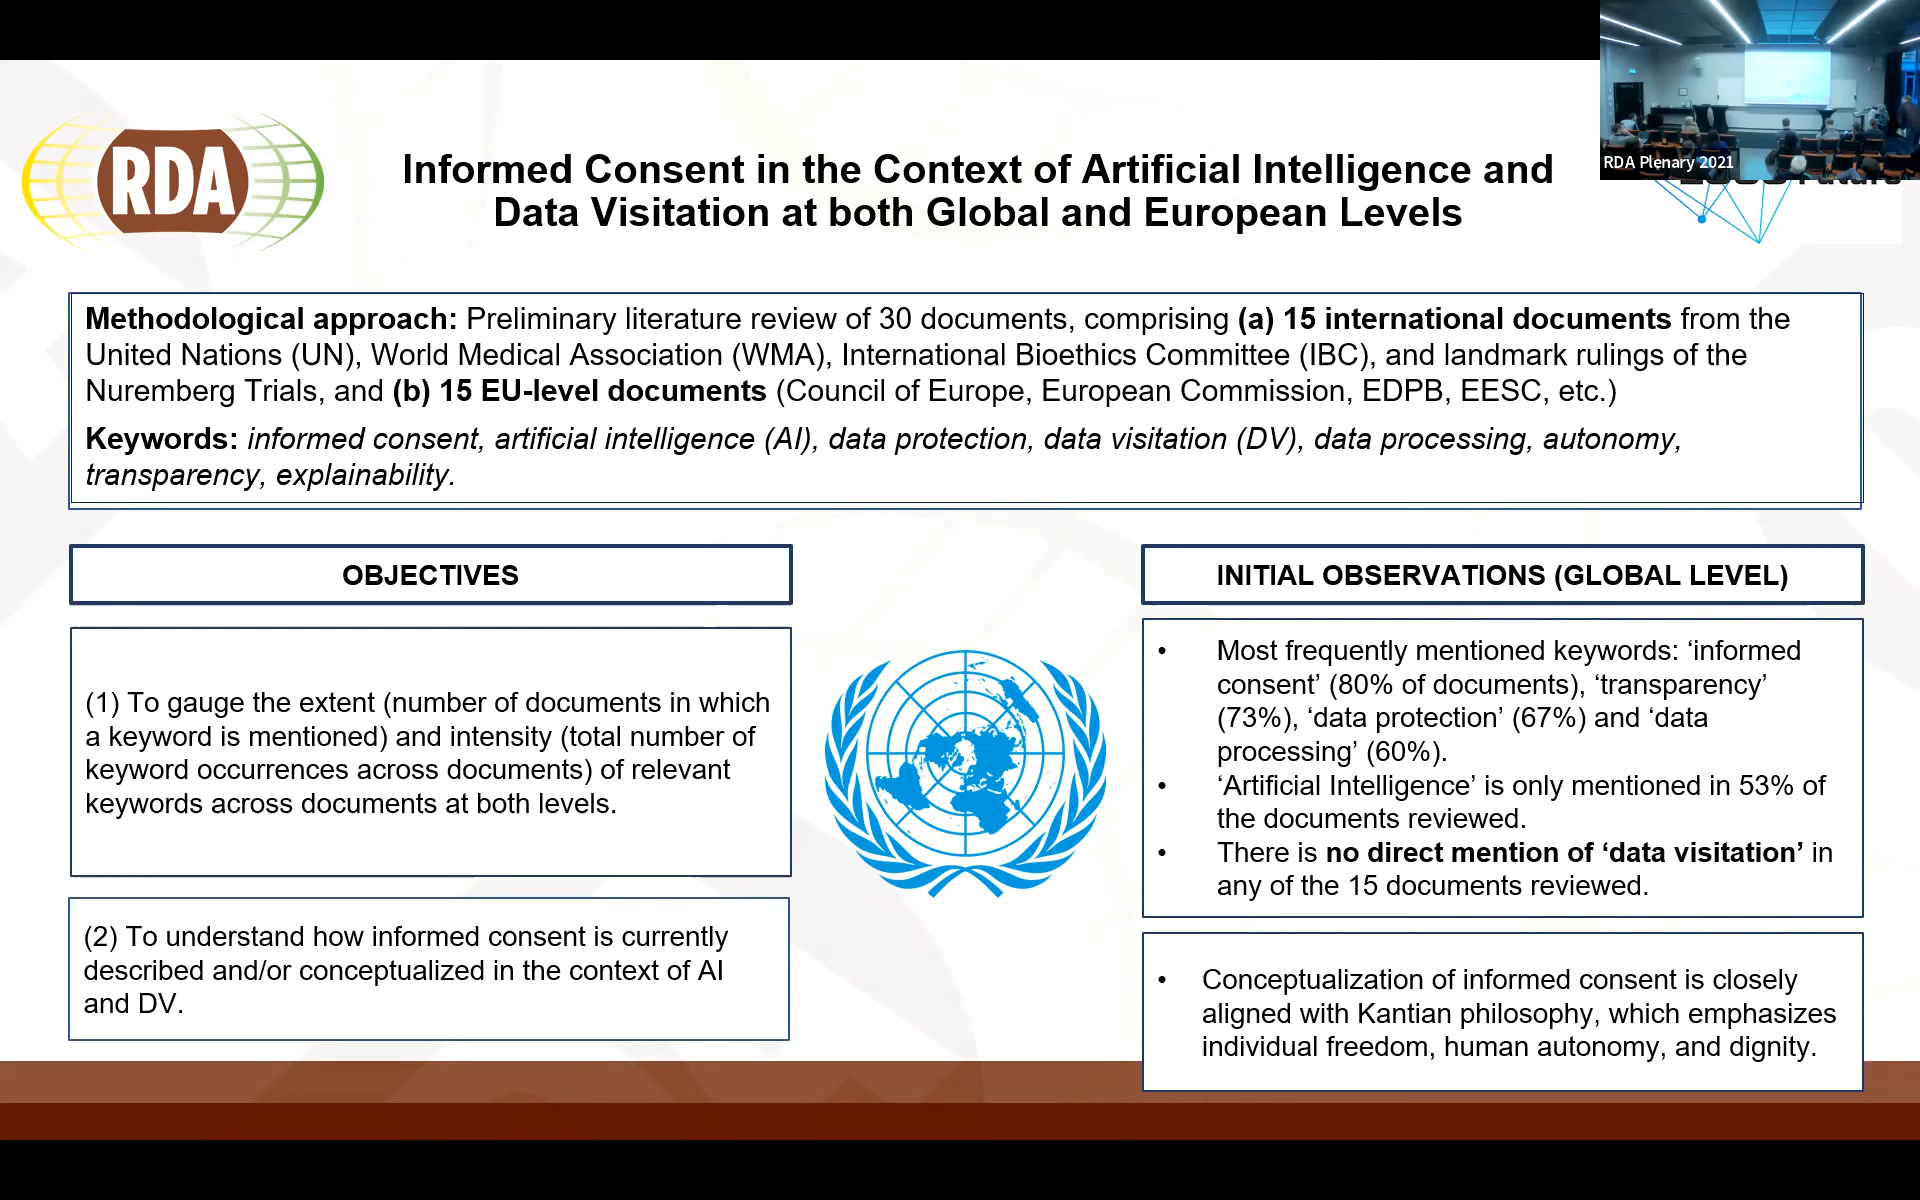 RDA Plenary 2021
RDA
Informed Consent in the Context of Artificial Intelligence and
Data Visitation at both Global and European Levels
Methodological approach: Preliminary literature review of 30 documents, comprising (a) 15 international documents from the
United Nations (UN), World Medical Association (WMA), International Bioethics Committee (IBC), and landmark rulings of the
Nuremberg Trials, and (b) 15 EU-level documents (Council of Europe, European Commission, EDPB, EESC, etc.)
Keywords: informed consent, artificial intelligence (AI), data protection, data visitation (DV), data processing, autonomy,
transparency, explainability.
OBJECTIVES
(1) To gauge the extent (number of documents in which
a keyword is mentioned) and intensity (total number of
keyword occurrences across documents) of relevant
keywords across documents at both levels.
(2) To understand how informed consent is currently
described and/or conceptualized in the context of AI
and DV.
INITIAL OBSERVATIONS (GLOBAL LEVEL)
• Most frequently mentioned keywords: ‘informed
consent’ (80% of documents), ‘transparency’
(73%), ‘data protection’ (67%) and ‘data
processing’ (60%).
• ‘Artificial Intelligence’ is only mentioned in 53% of
the documents reviewed.
• There is no direct mention of ‘data visitation’ in
any of the 15 documents reviewed.
• Conceptualization of informed consent is closely
aligned with Kantian philosophy, which emphasizes
individual freedom, human autonomy, and dignity.